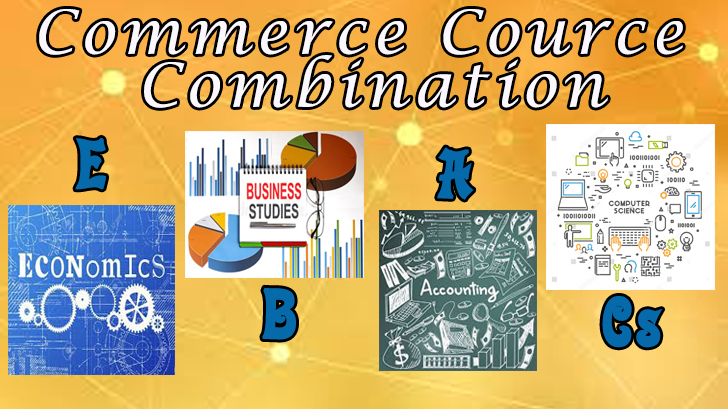 Commerce Cource
Combination
E
ECONOMICS
BUSINESS
STUDIES
B
A
Accounting
COMPUTER
SCIENCE
Cs